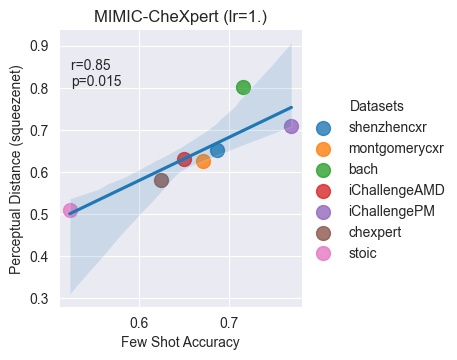 MIMIC-CheXpert (lr=1.)
r=0.85
p=0.015
0.9
0.8
0.7
0.6
0.5
0.4
0.3
Perceptual Distance (squeezenet)
0.6
0.7
Few Shot Accuracy
Datasets
shenzhencxr
montgomerycxr
bach
iChallengeAMD
iChallengePM
chexpert
stoic